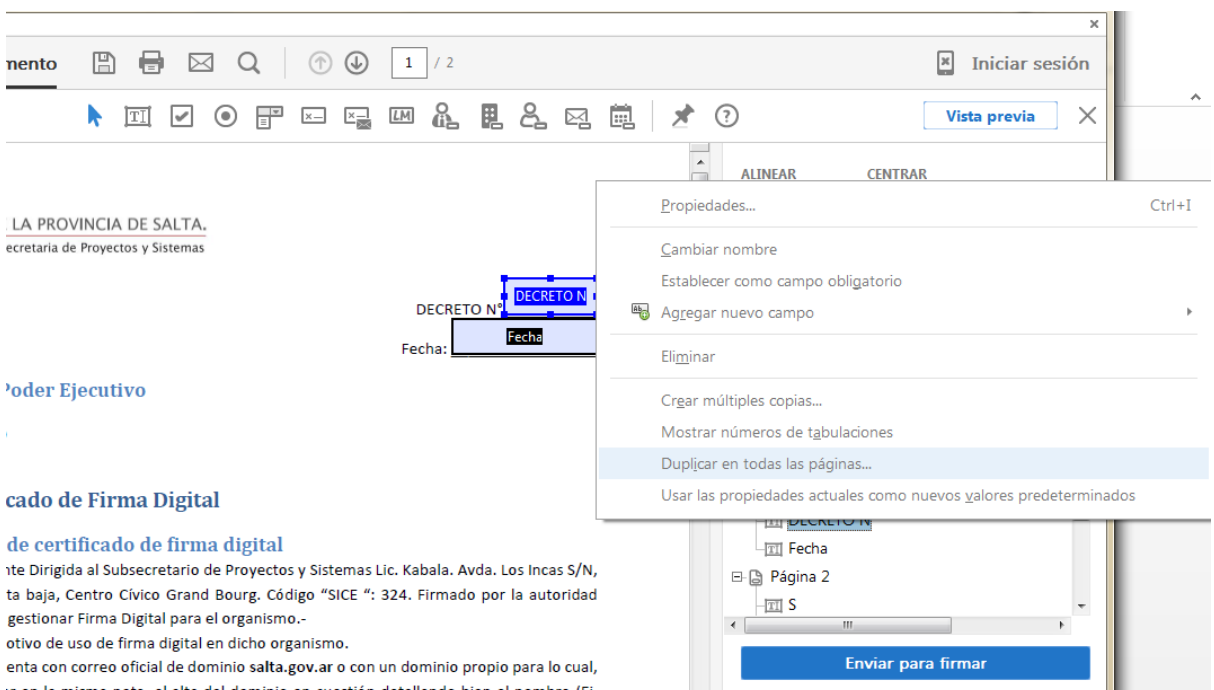 mento
1 / 2
Iniciar sesión
Vista previa
ALINEAR CENTRAR
LA PROVINCIA DE SALTA.
ecretaria de Proyectos y Sistemas
DECRETO N° DECRETO N
Fecha: Fecha
Poder Ejecutivo
cado de Firma Digital
de certificado de firma digital
nte Dirigida al Subsecretario de Proyectos y Sistemas Lic. Kabala. Avda. Los Incas S/N,
ta baja, Centro Cívico Grand Bourg. Código “SICE “: 324. Firmado por la autoridad
gestionar Firma Digital para el organismo.-
otivo de uso de firma digital en dicho organismo.
enta con correo oficial de dominio salta.gov.ar o con un dominio propio para lo cual,
Propiedades... Ctrl+I
Cambiar nombre
Establecer como campo obligatorio
Agregar nuevo campo
Eliminar
Crear múltiples copias...
Mostrar números de tabulaciones
Duplicar en todas las páginas...
Usar las propiedades actuales como nuevos valores predeterminados
DECRETO N
Fecha
Página 2
S
Enviar para firmar